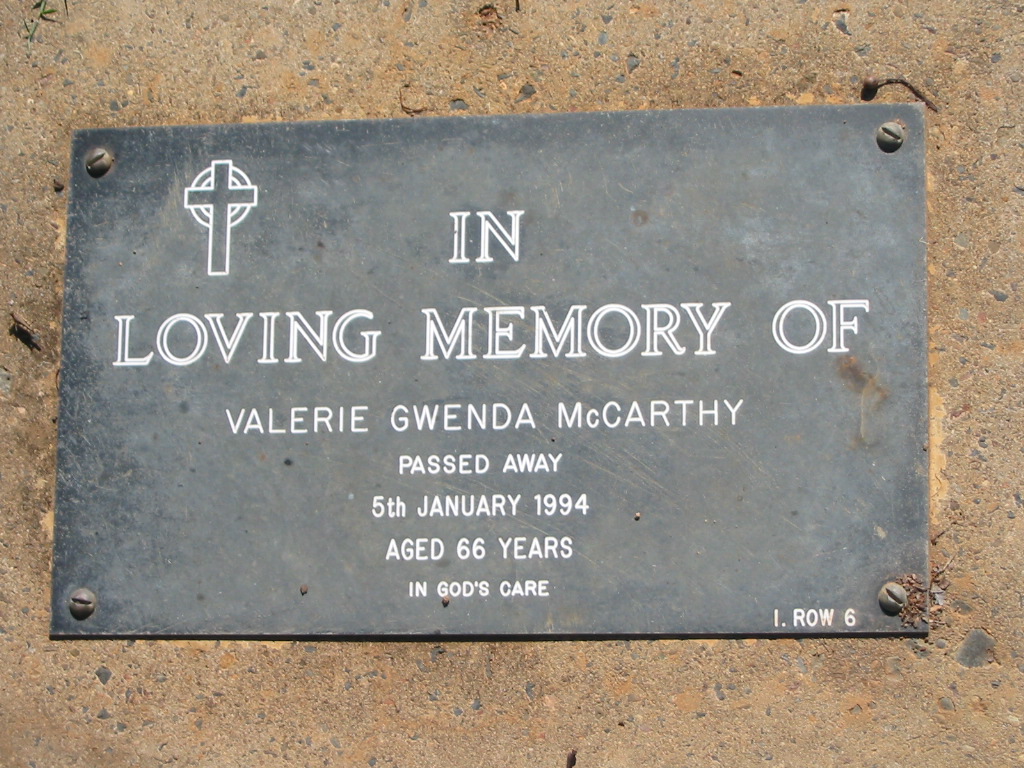 IN
LOVING MEMORY OF
VALERIE GWENDA McCARTHY
PASSED AWAY
5th JANUARY 1994
AGED 66 YEARS
IN GOD'S CARE
1. ROW 6